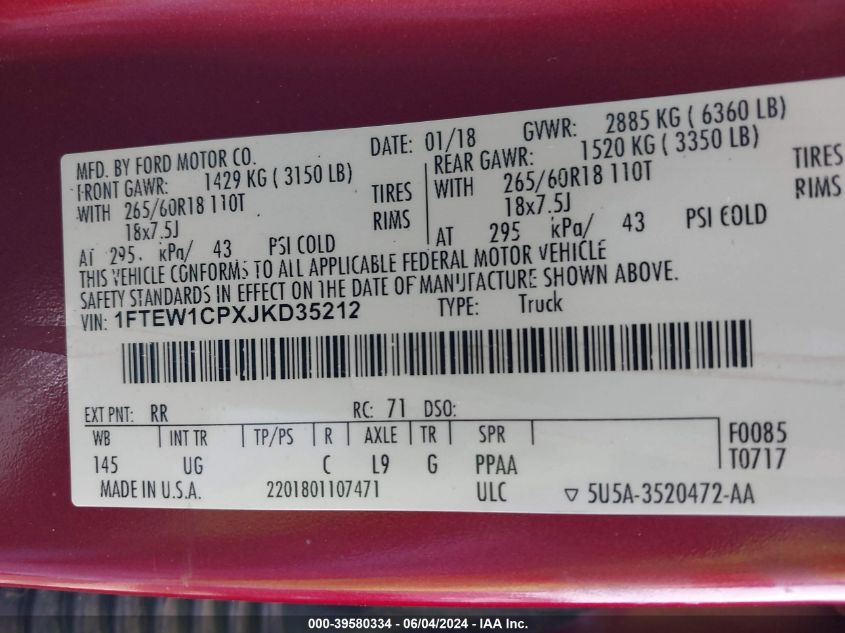 MFD. BY FORD MOTOR CO. DATE: 01/18 GVWR: 2885 KG ( 6360 LB)
FRONT GAWR: 1429 KG ( 3150 LB) REAR GAWR: 1520 KG ( 3350 LB)
WITH 265/60R18 110T TIRES WITH 265/60R18 110T TIRES
18x7.5J RIMS 18x7.5J RIMS
AT 295 kPa/ 43 PSI COLD AT 295 kPa/ 43 PSI COLD
THIS VEHICLE CONFORMS TO ALL APPLICABLE FEDERAL MOTOR VEHICLE
SAFETY STANDARDS IN EFFECT ON THE DATE OF MANUFACTURE SHOWN ABOVE.
VIN: 1FTEW1CPXJKD35212 TYPE: Truck
EXT PNT: RR RC: 71 DSO:
WB INT TR TP/PS R AXLE TR SPR F0085
145 UG C L9 G PPAA T0717
MADE IN U.S.A. 2201801107471 ULC ▽ 5U5A-3520472-AA
000-39580334 - 06/04/2024 - IAA Inc.